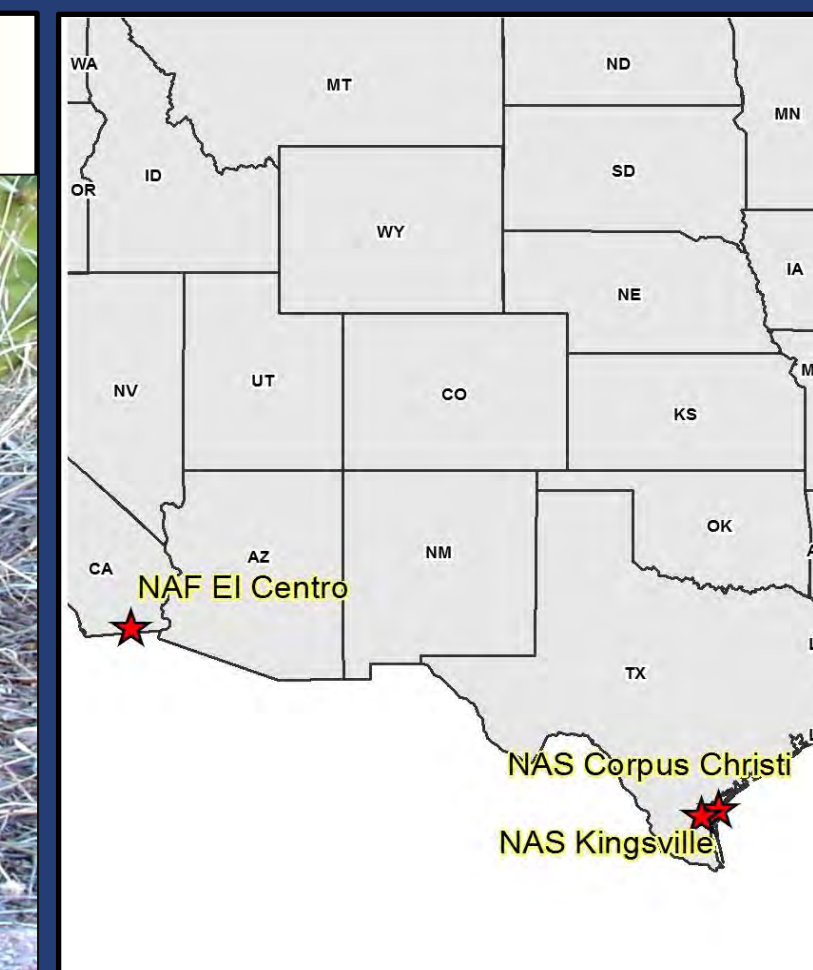 WA
MT
ND
MN
OR
ID
SD
WY
IA
NE
NV
UT
CO
KS
CA
AZ
NM
OK
NAF El Centro
TX
NAS Corpus Christi
NAS Kingsville